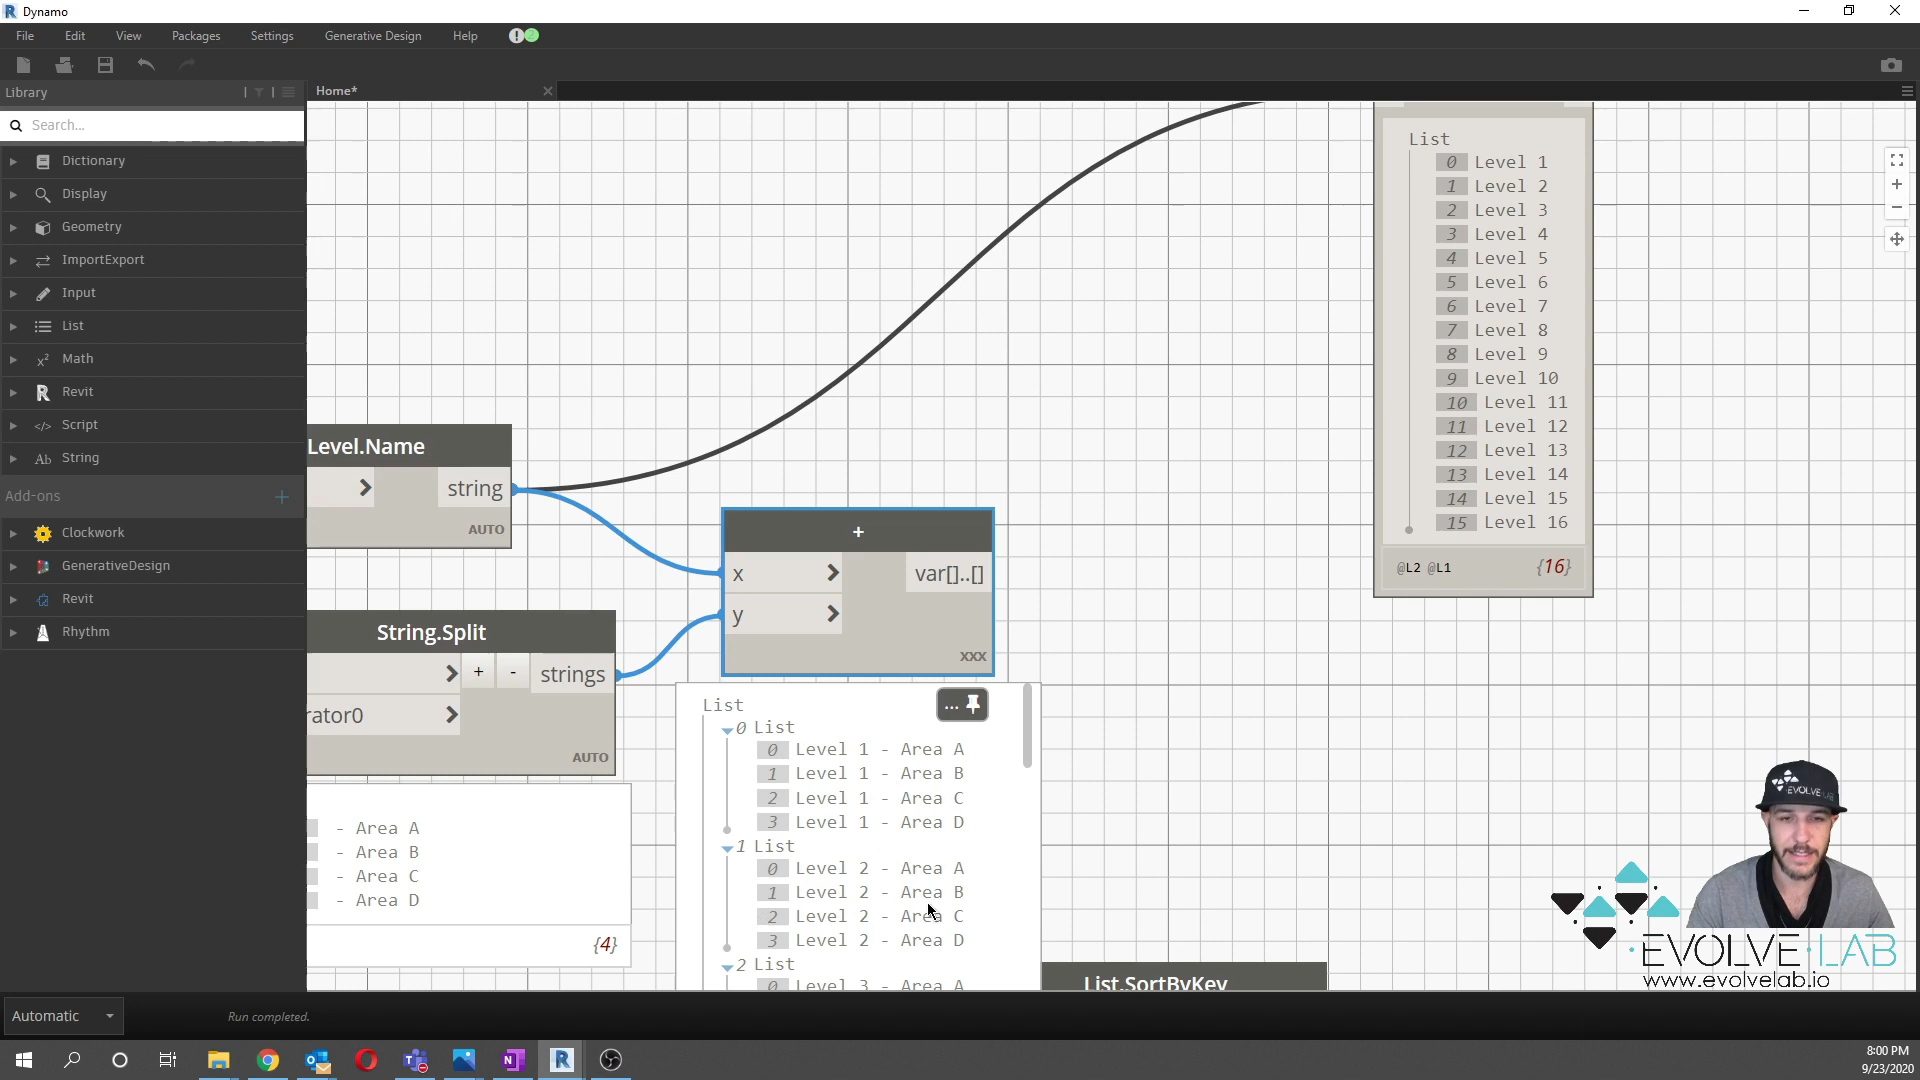 Dynamo
File Edit View Packages Settings Generative Design Help
Library
Home*
Search...
Dictionary
Display
Geometry
ImportExport
Input
List
Math
Revit
Script
String
Add-ons
Clockwork
GenerativeDesign
Revit
Rhythm
Level.Name
string
AUTO
String.Split
+ - strings
rator0
AUTO
- Area A
- Area B
- Area C
- Area D
{4}
+
x var[]..[]
y
XXX
List
...
0 List
0 Level 1 - Area A
1 Level 1 - Area B
2 Level 1 - Area C
3 Level 1 - Area D
1 List
0 Level 2 - Area A
1 Level 2 - Area B
2 Level 2 - Area C
3 Level 2 - Area D
2 List
0 Level 3 - Area A
List.SortByKey
List
0 Level 1
1 Level 2
2 Level 3
3 Level 4
4 Level 5
5 Level 6
6 Level 7
7 Level 8
8 Level 9
9 Level 10
10 Level 11
11 Level 12
12 Level 13
13 Level 14
14 Level 15
15 Level 16
@L2 @L1 {16}
EVOLVE
EVOLVE LAB
www.evolvelab.io
Automatic
Run completed.
8:00 PM
9/23/2020